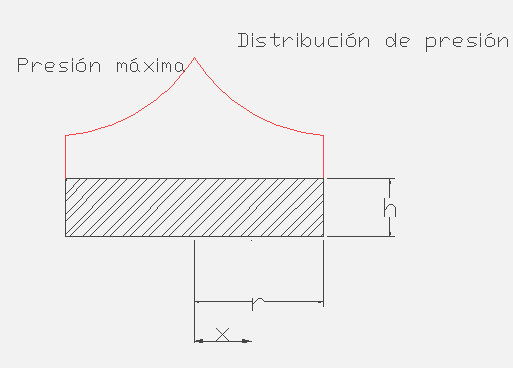 Distribución de presión
Presión máxima
h
r
x